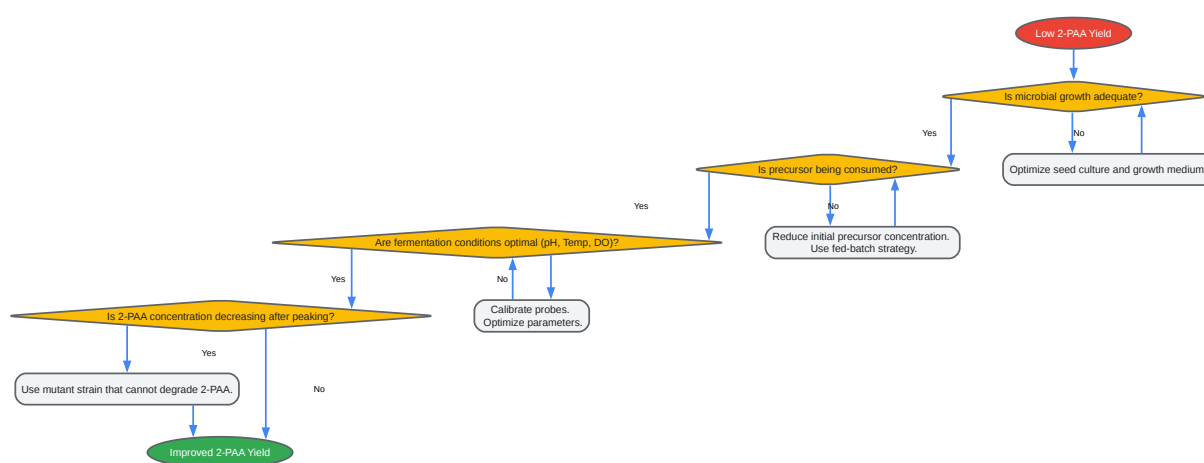 Low 2-PAA Yield
Is microbial growth adequate?
Yes
No
Optimize seed culture and growth medium
Is precursor being consumed?
Yes
No
Reduce initial precursor concentration.
Use fed-batch strategy.
Are fermentation conditions optimal (pH, Temp, DO)?
Yes
No
Calibrate probes.
Optimize parameters.
Is 2-PAA concentration decreasing after peaking?
Yes
No
Use mutant strain that cannot degrade 2-PAA.
Improved 2-PAA Yield